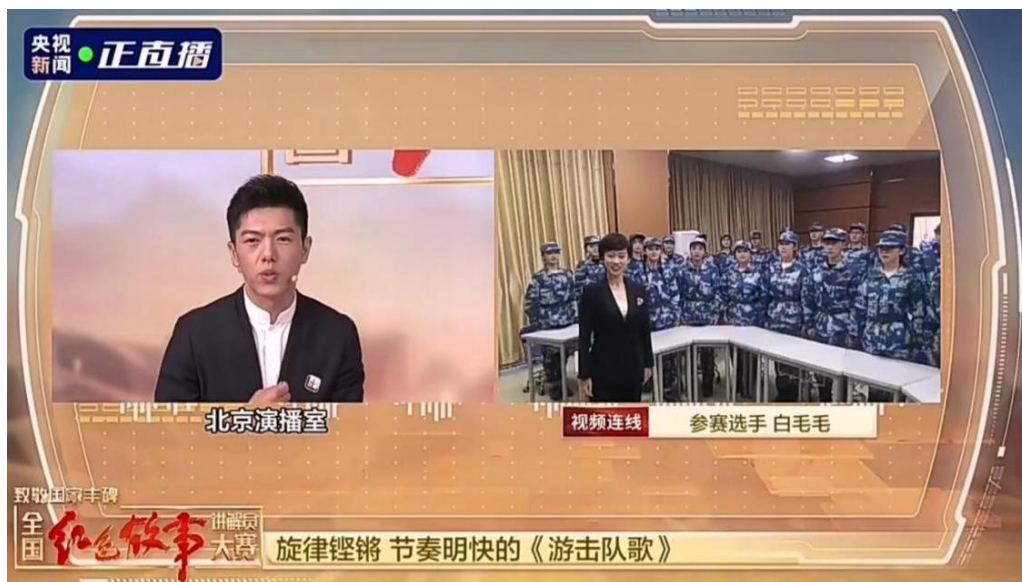 央视
新闻
正直播
北京演播室
视频连线
参赛选手 白毛毛
致敬国家丰碑
全国
红色故事
讲解员
大赛
旋律铿锵 节奏明快的《游击队歌》